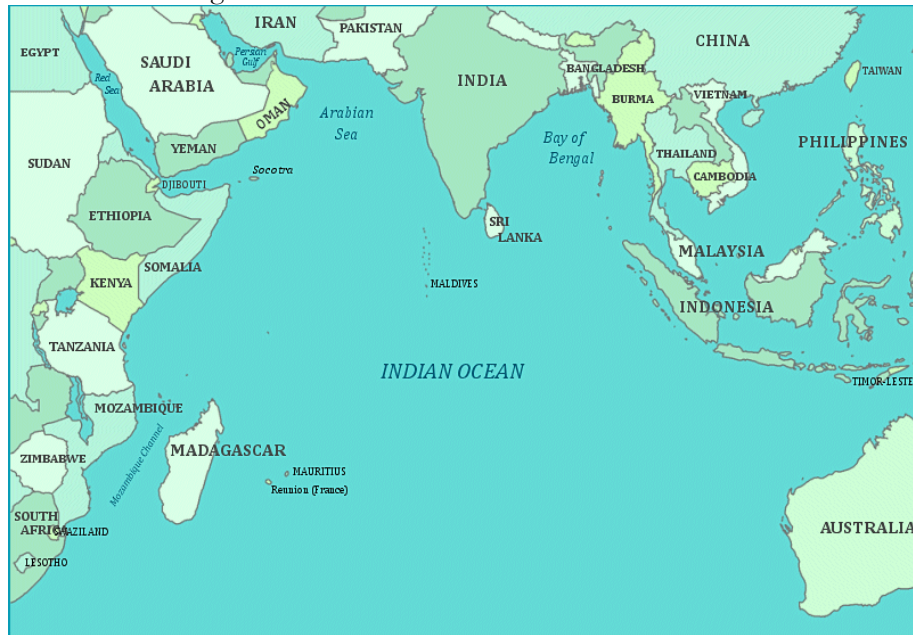 IRAN
PAKISTAN
CHINA
EGYPT
Persian
Gulf
SAUDI
ARABIA
Red
Sea
INDIA
BANGLADESH
TAIWAN
BURMA
VIETNAM
OMAN
Arabian
Sea
Bay of
Bengal
YEMAN
THAILAND
PHILIPPINES
SUDAN
Socotra
DJIBOUTI
CAMBODIA
ETHIOPIA
SRI
LANKA
MALAYSIA
SOMALIA
KENYA
MALDIVES
INDONESIA
TANZANIA
INDIAN OCEAN
TIMOR-LESTE
MOZAMBIQUE
Mozambique Channel
MADAGASCAR
ZIMBABWE
MAURITIUS
Reunion (France)
SOUTH
AFRICA
SWAZILAND
AUSTRALIA
LESOTHO